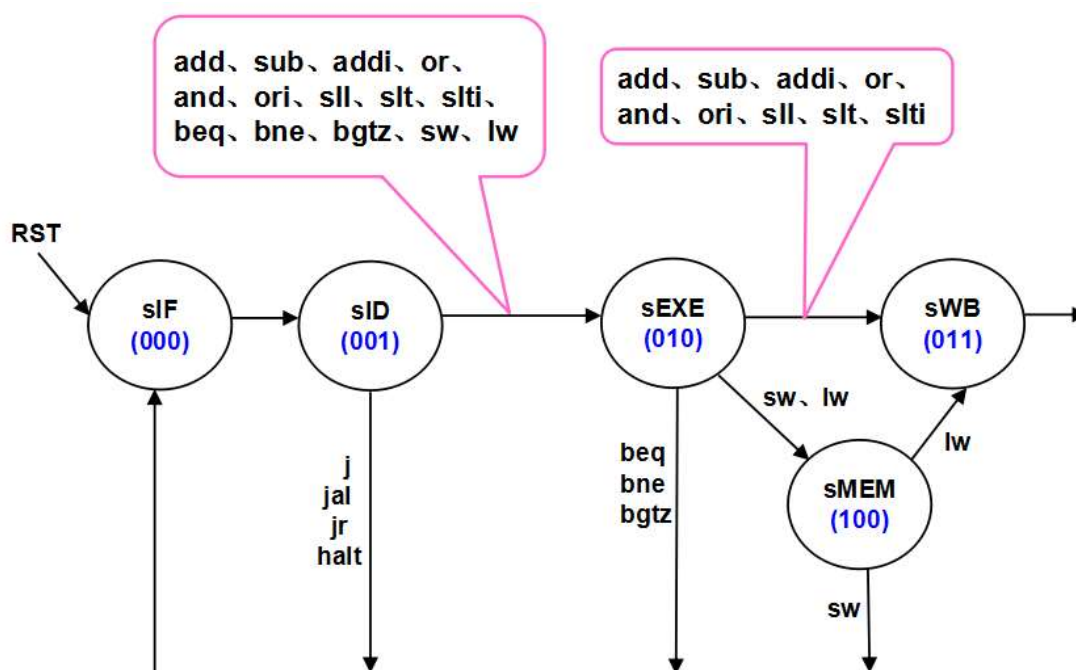 add、sub、addi、or、
and、ori、sll、slt、slti、
beq、bne、bgtz、sw、lw
add、sub、addi、or、
and、ori、sll、slt、slti
RST
sIF
(000)
sID
(001)
sEXE
(010)
sWB
(011)
sw、lw
lw
j
jal
jr
halt
beq
bne
bgtz
sMEM
(100)
sw